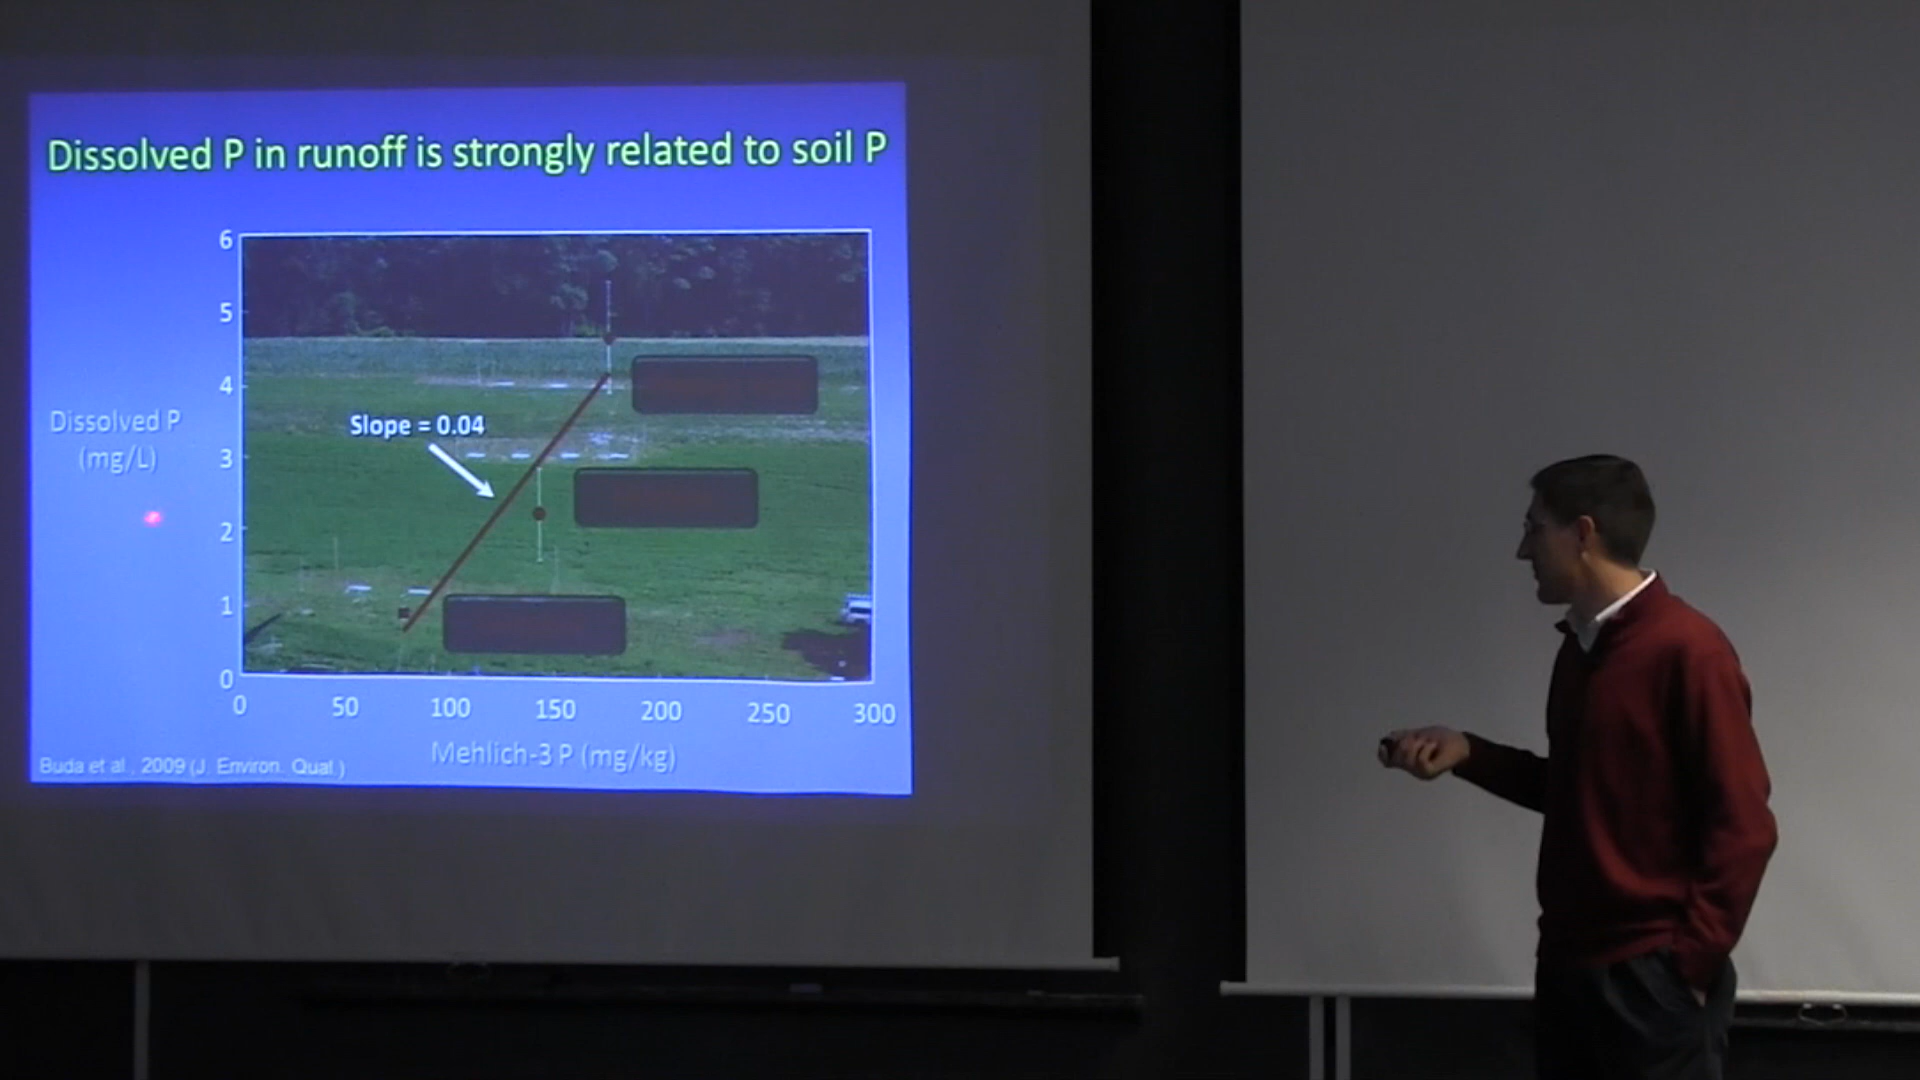 Dissolved P in runoff is strongly related to soil P
6
5
4
3
2
1
0
Dissolved P
(mg/L)
Slope = 0.04
0 50 100 150 200 250 300
Mehlich-3 P (mg/kg)
Buda et al., 2009 (J. Environ. Qual.)